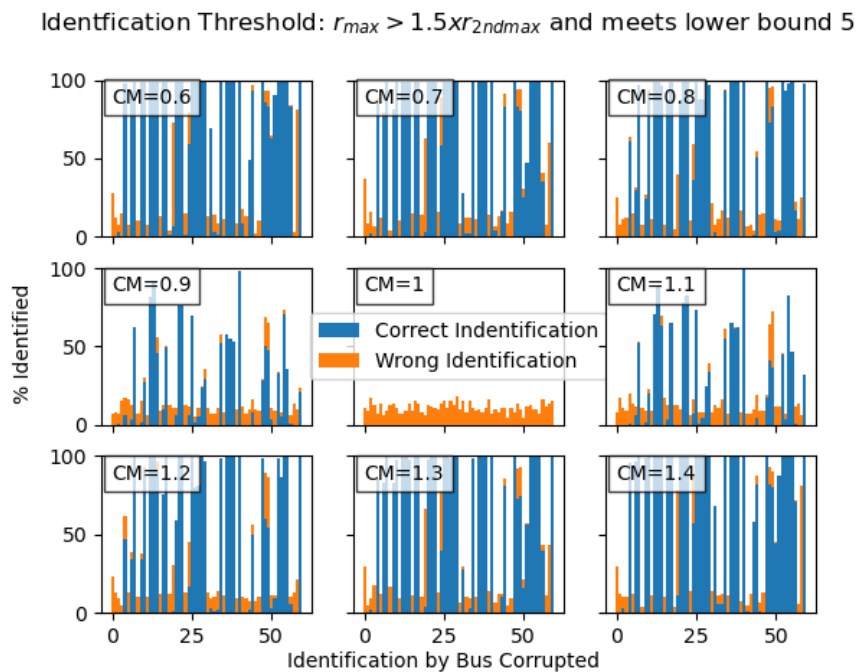 Identfication Threshold: r_max > 1.5xr_2ndmax and meets lower bound 5
100
50
0
CM=0.6
CM=0.7
CM=0.8
100
50
0
CM=0.9
CM=1
CM=1.1
% Identified
Correct Indentification
Wrong Identification
100
50
0
CM=1.2
CM=1.3
CM=1.4
0 25 50 0 25 50 0 25 50
Identification by Bus Corrupted